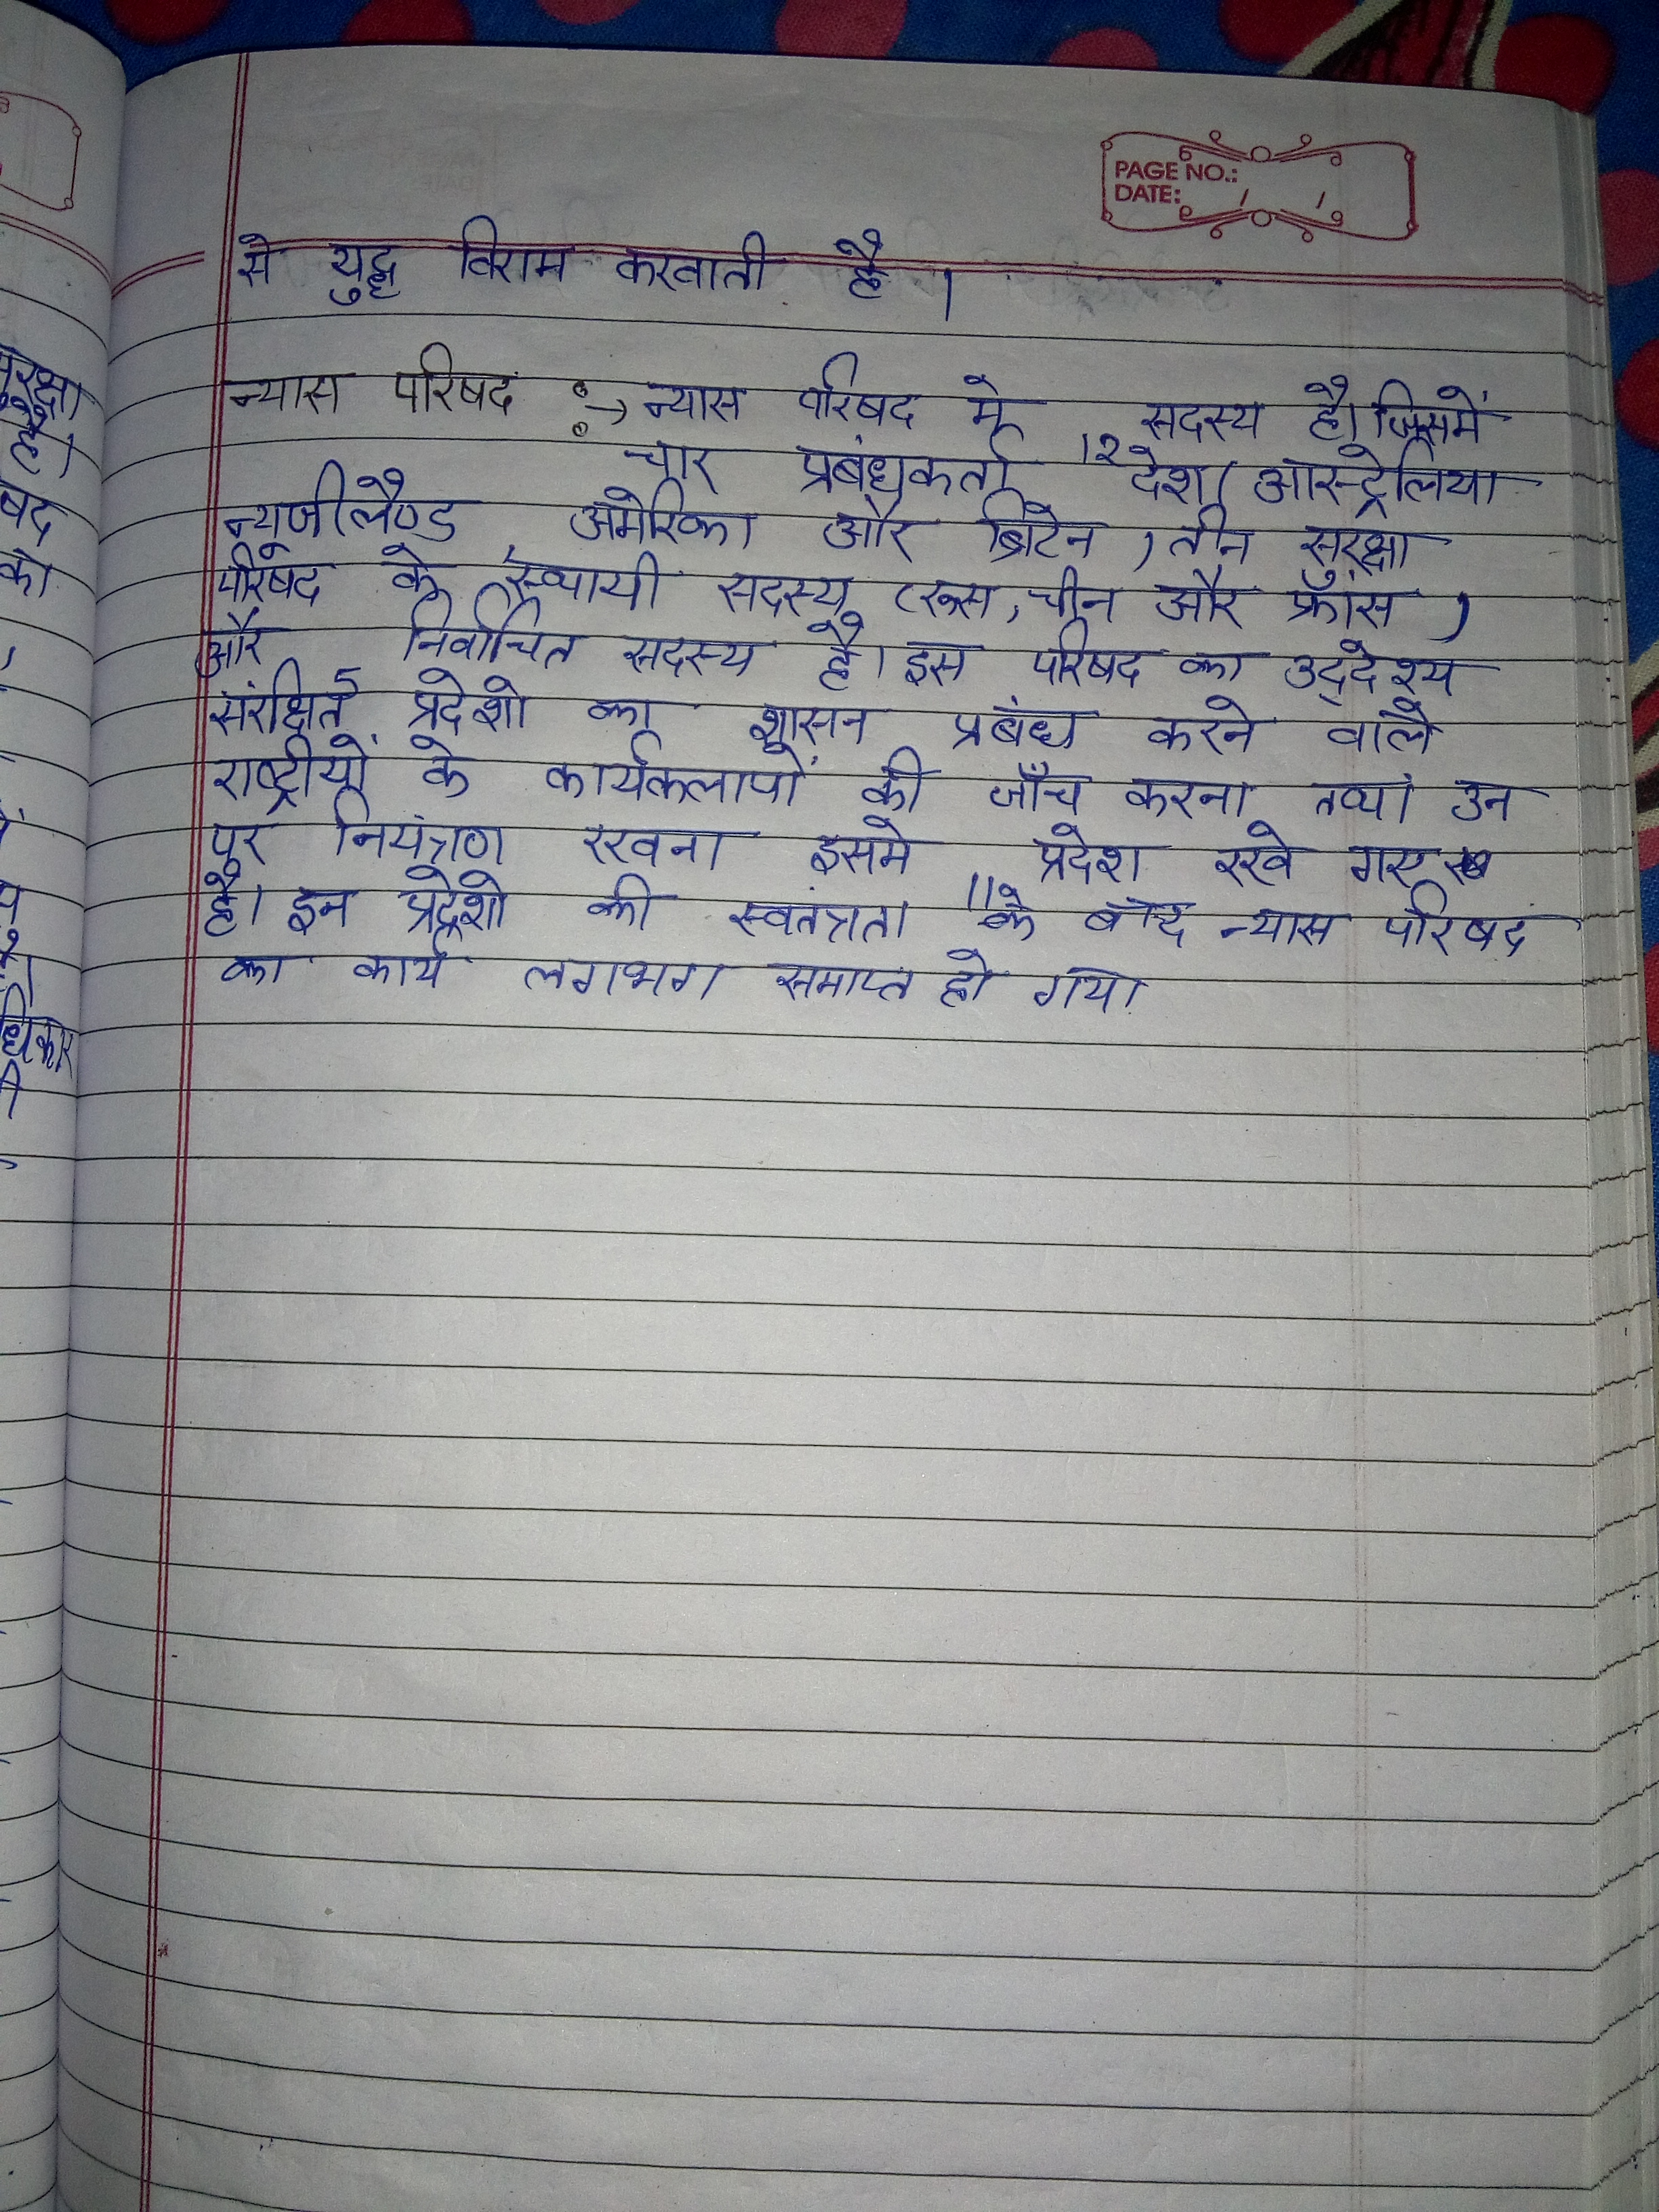 PAGE NO.:
DATE: / /
से युद्ध विराम करवाती है ।
न्यास परिषद :→ न्यास परिषद मे 12 सदस्य है। जिसमें
चार प्रबंधकर्ता देश (आस्ट्रेलिया
न्यूजीलैण्ड, अमेरिका और ब्रिटेन ) तीन सुरक्षा
परिषद के स्थायी सदस्य (रूस, चीन और फ्रांस )
और 5 निर्वाचित सदस्य है। इस परिषद का उद्देश्य
संरक्षित प्रदेशो का शासन प्रबंध करने वाले
राष्ट्रीयों के कार्यकलापों की जाँच करना तथा उन
पर नियंत्रण रखना इसमे 11 प्रदेश रखे गए
है। इन प्रदेशो की स्वतंत्रता के बाद न्यास परिषद
का कार्य लगभग समाप्त हो गया
सुरक्षा
है।
षद
को
धिकार